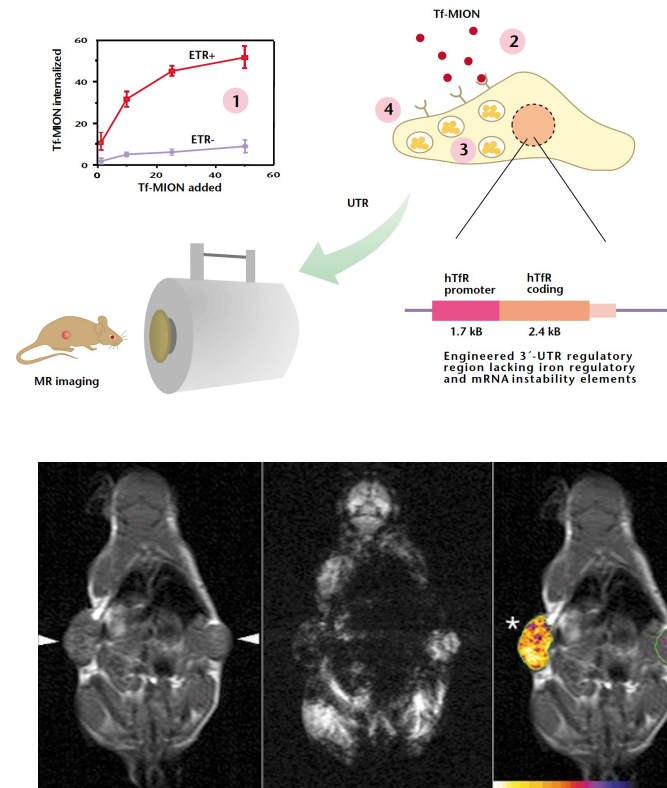 Tf-MION
2
60
ETR+
40
1
20
ETR-
0
0
20
40
60
Tf-MION internalized
Tf-MION added
4
3
UTR
hTfR
promoter
hTfR
coding
1.7 kB
2.4 kB
Engineered 3´-UTR regulatory
region lacking iron regulatory
and mRNA instability elements
MR imaging
*